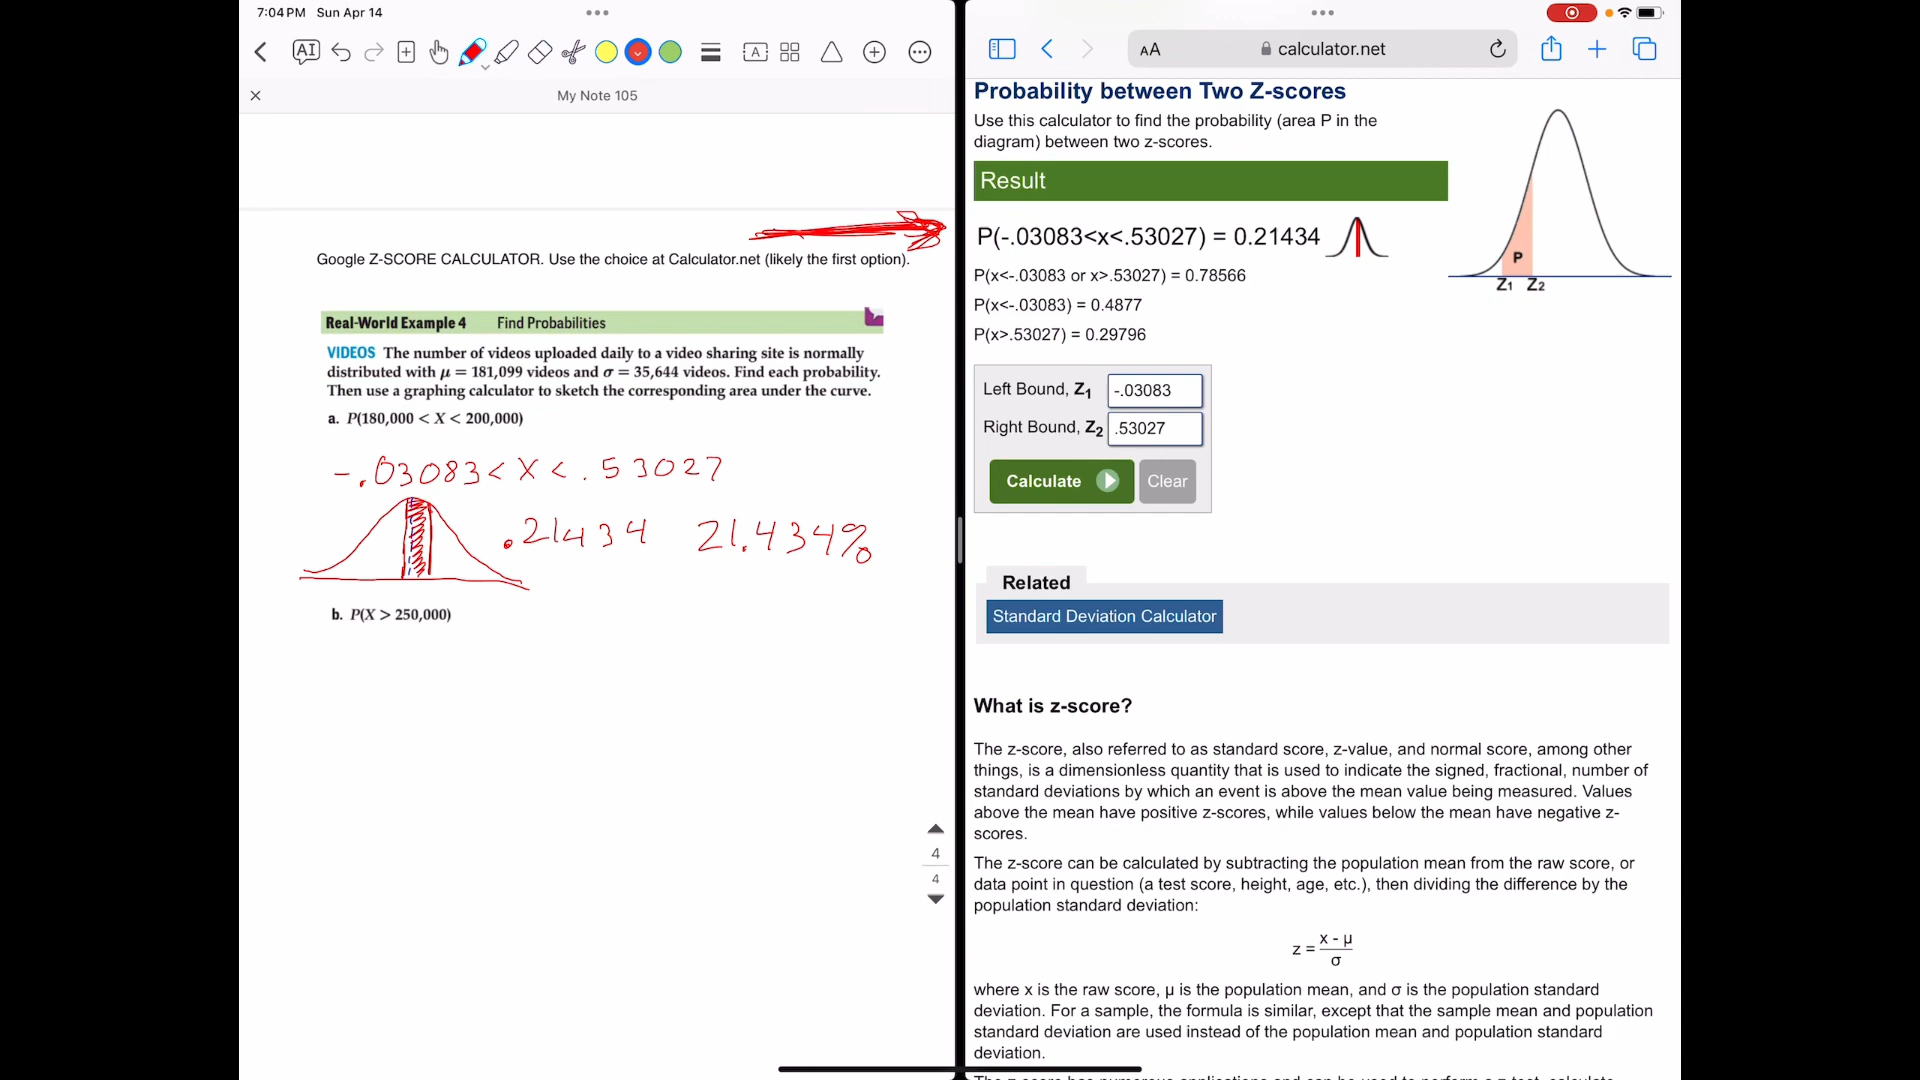 7:04 PM Sun Apr 14
AI
A
My Note 105
Google Z-SCORE CALCULATOR. Use the choice at Calculator.net (likely the first option).
Real-World Example 4 Find Probabilities
VIDEOS The number of videos uploaded daily to a video sharing site is normally
distributed with μ = 181,099 videos and σ = 35,644 videos. Find each probability.
Then use a graphing calculator to sketch the corresponding area under the curve.
a. P(180,000 < X < 200,000)
-.03083 < X < .53027
.21434 21.434%
b. P(X > 250,000)
4
4
AA calculator.net
Probability between Two Z-scores
Use this calculator to find the probability (area P in the
diagram) between two z-scores.
Result
P(-.03083<x<.53027) = 0.21434
P(x<-.03083 or x>.53027) = 0.78566
P(x<-.03083) = 0.4877
P(x>.53027) = 0.29796
P
Z1 Z2
Left Bound, Z1 -.03083
Right Bound, Z2 .53027
Calculate Clear
Related
Standard Deviation Calculator
What is z-score?
The z-score, also referred to as standard score, z-value, and normal score, among other
things, is a dimensionless quantity that is used to indicate the signed, fractional, number of
standard deviations by which an event is above the mean value being measured. Values
above the mean have positive z-scores, while values below the mean have negative z-
scores.
The z-score can be calculated by subtracting the population mean from the raw score, or
data point in question (a test score, height, age, etc.), then dividing the difference by the
population standard deviation:
z = x - μ
σ
where x is the raw score, μ is the population mean, and σ is the population standard
deviation. For a sample, the formula is similar, except that the sample mean and population
standard deviation are used instead of the population mean and population standard
deviation.